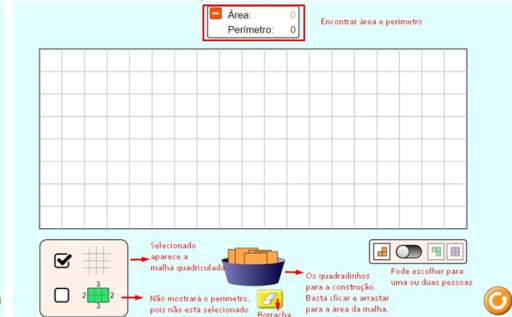 Área: 0
Perímetro: 0
Encontrar área e perimetro
Selecionado
aparece a
malha quadriculada
3
2 2
3
Não mostrará o perimetro,
pois não está selecionado
Borracha
Os quadradinhos
para a construção.
Basta clicar e arrastar
para a área da malha.
Pode escolher para
uma ou duas pessoas